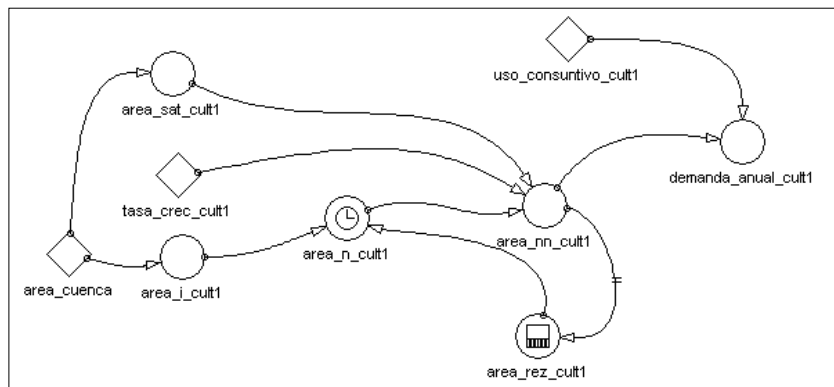 uso_consuntivo_cult1
area_sat_cult1
demanda_anual_cult1
tasa_crec_cult1
area_nn_cult1
area_n_cult1
area_cuenca
area_i_cult1
area_rez_cult1